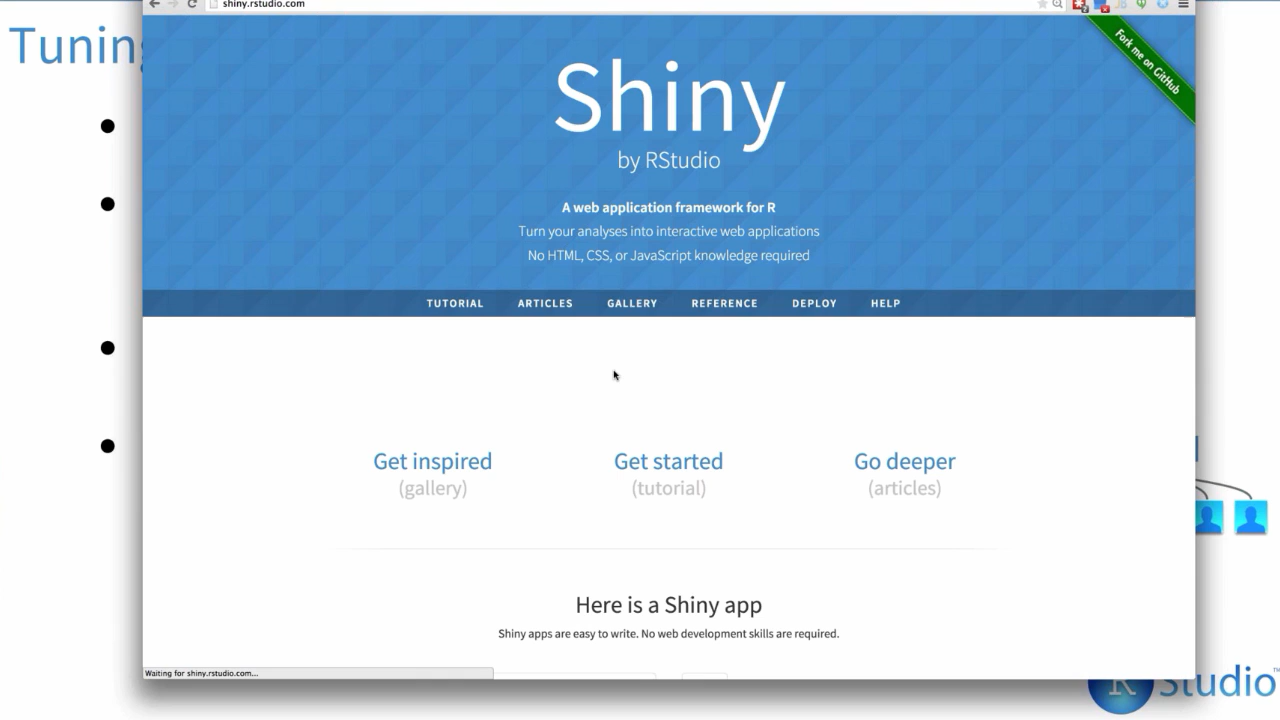 shiny.rstudio.com
Tuning
Fork me on GitHub
Shiny
by RStudio
A web application framework for R
Turn your analyses into interactive web applications
No HTML, CSS, or JavaScript knowledge required
TUTORIAL ARTICLES GALLERY REFERENCE DEPLOY HELP
Get inspired Get started Go deeper
(gallery) (tutorial) (articles)
Here is a Shiny app
Shiny apps are easy to write. No web development skills are required.
Waiting for shiny.rstudio.com...
R Studio™